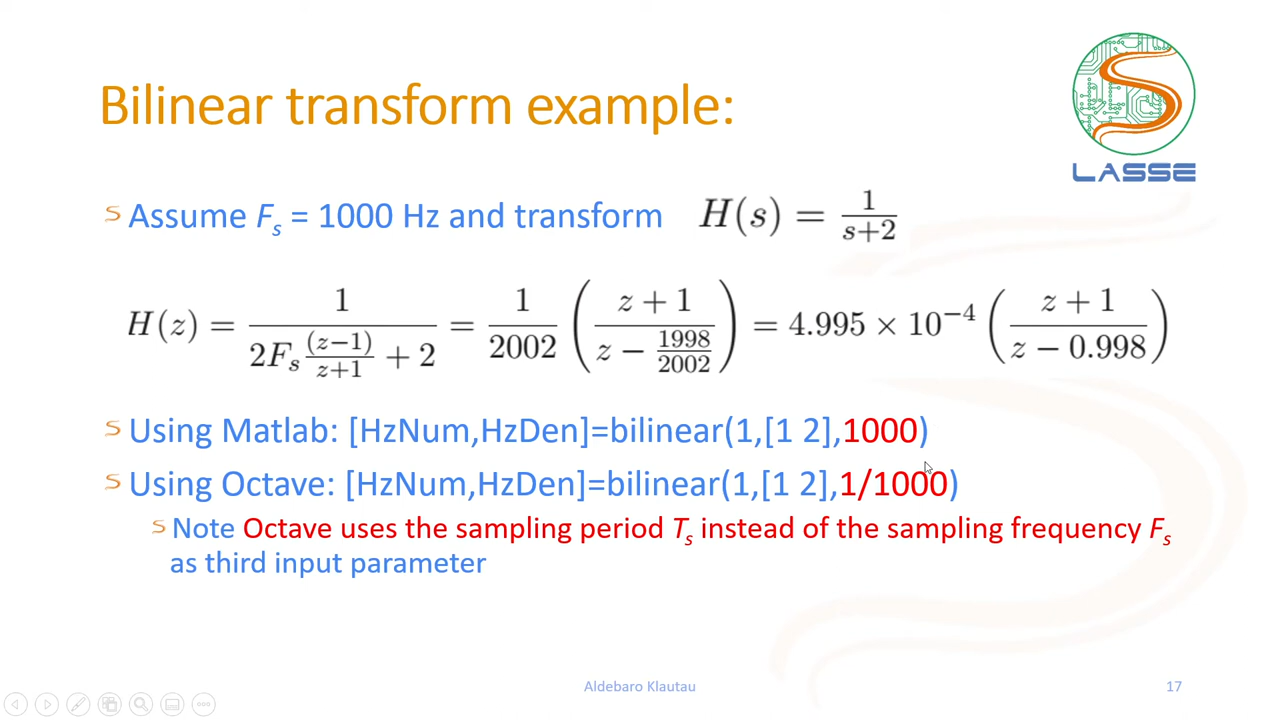 Bilinear transform example:
LASSE
Assume Fₛ = 1000 Hz and transform H(s) = 1/(s+2)
H(z) = 1/(2Fₛ (z−1)/(z+1) + 2) = 1/2002 ((z + 1)/(z − 1998/2002)) = 4.995 × 10⁻⁴ ((z + 1)/(z − 0.998))
Using Matlab: [HzNum,HzDen]=bilinear(1,[1 2],1000)
Using Octave: [HzNum,HzDen]=bilinear(1,[1 2],1/1000)
Note Octave uses the sampling period Tₛ instead of the sampling frequency Fₛ
as third input parameter
Aldebaro Klautau
17